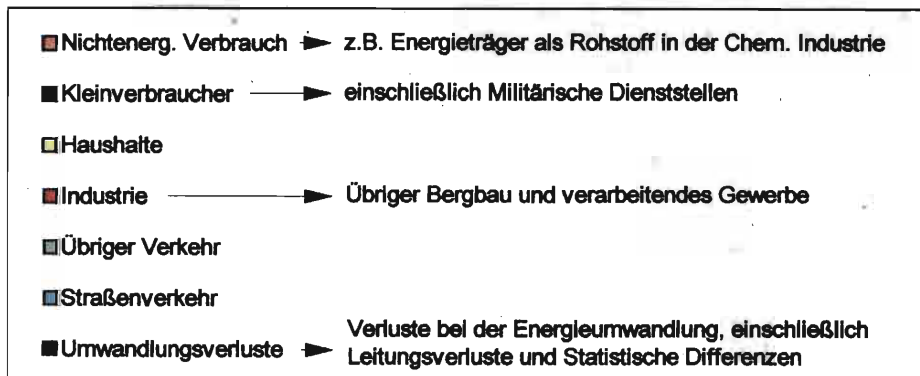 Nichtenerg. Verbrauch z.B. Energieträger als Rohstoff in der Chem. Industrie
Kleinverbraucher einschließlich Militärische Dienststellen
Haushalte
Industrie Übriger Bergbau und verarbeitendes Gewerbe
Übriger Verkehr
Straßenverkehr
Umwandlungsverluste Verluste bei der Energieumwandlung, einschließlich
Leitungsverluste und Statistische Differenzen